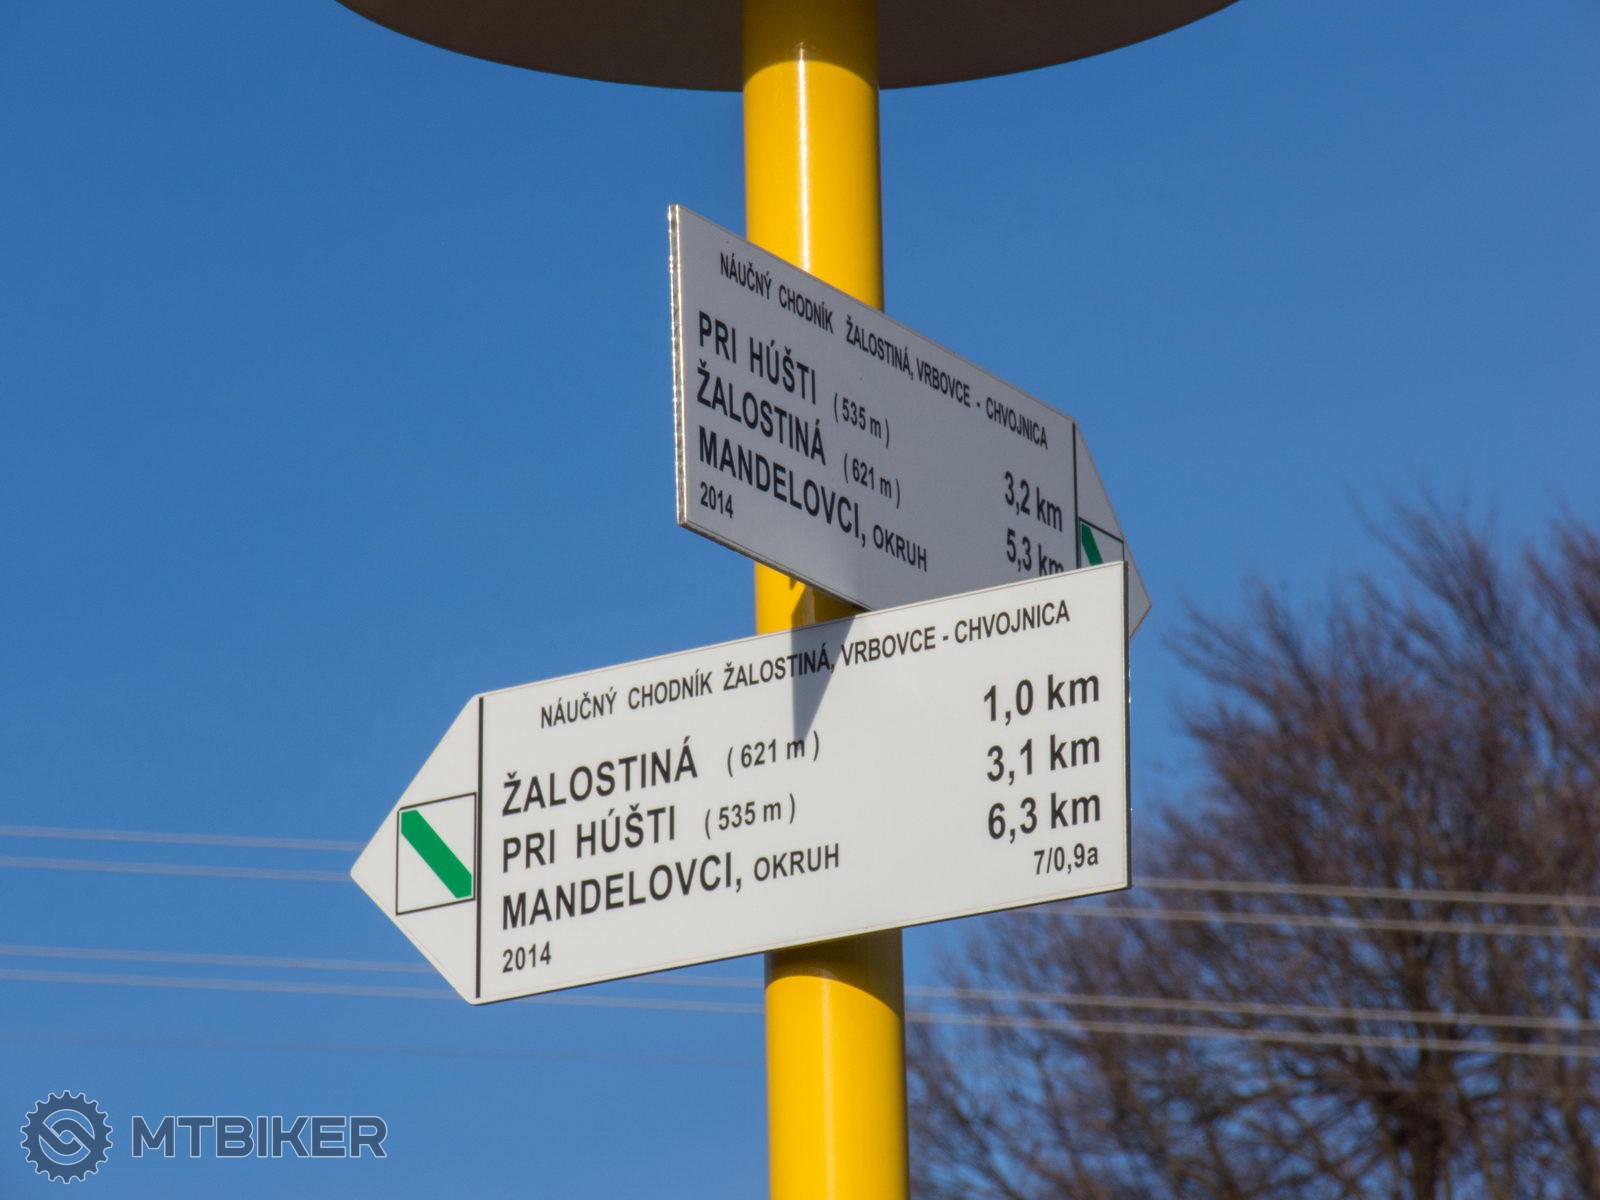 NÁUČNÝ CHODNÍK ŽALOSTINÁ, VRBOVCE - CHVOJNICA
PRI HÚŠTI (535 m) 3,2 km
ŽALOSTINÁ (621 m) 5,3 km
MANDELOVCI, OKRUH
2014
NÁUČNÝ CHODNÍK ŽALOSTINÁ, VRBOVCE - CHVOJNICA
ŽALOSTINÁ (621 m) 1,0 km
PRI HÚŠTI (535 m) 3,1 km
MANDELOVCI, OKRUH 6,3 km
2014 7/0,9a
MTBIKER